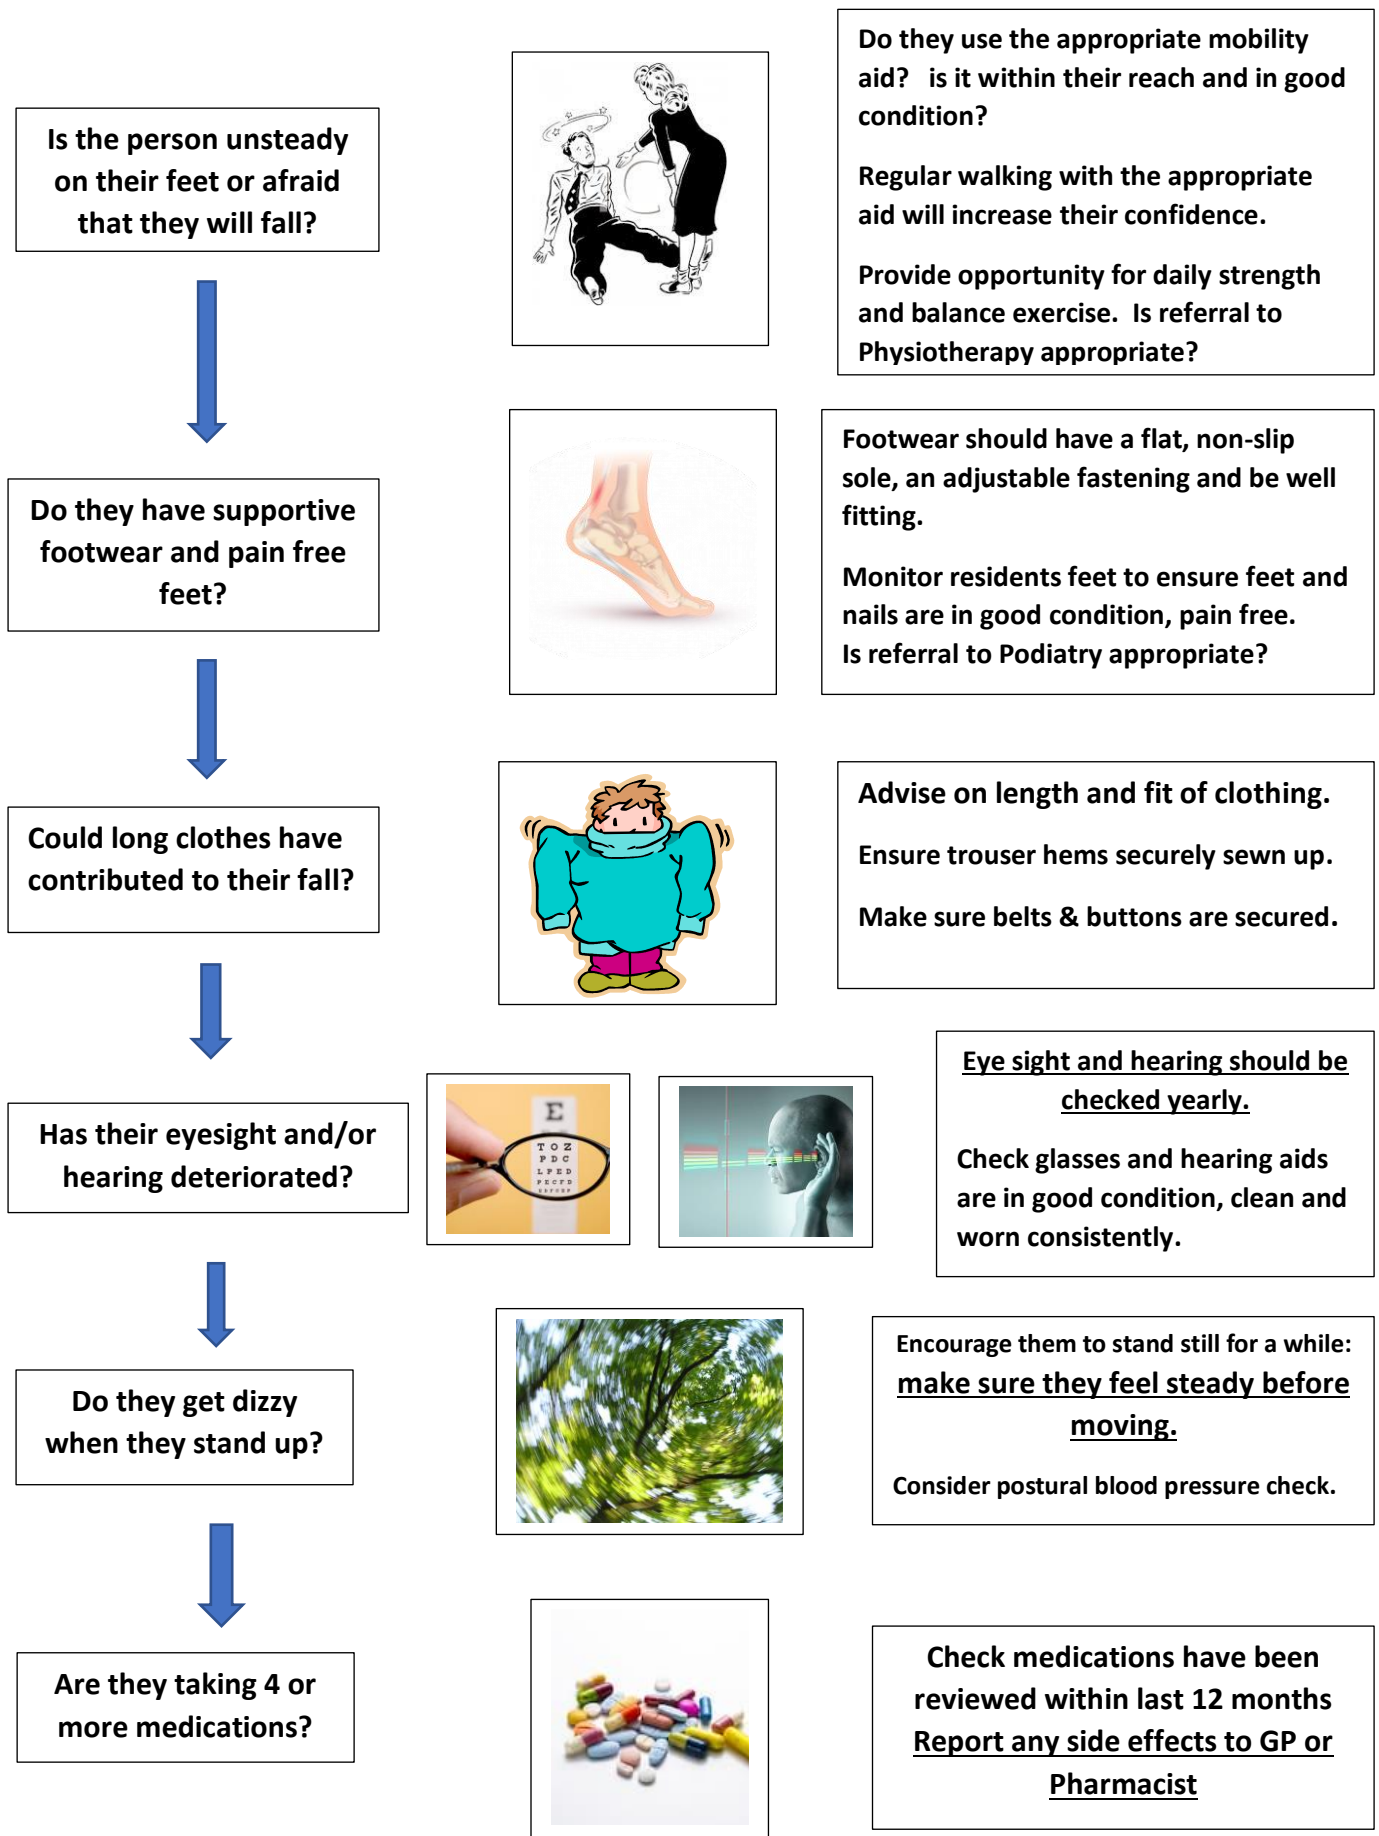 Is the person unsteady
on their feet or afraid
that they will fall?
Do they use the appropriate mobility
aid?   is it within their reach and in good
condition?
Regular walking with the appropriate
aid will increase their confidence.
Provide opportunity for daily strength
and balance exercise.  Is referral to
Physiotherapy appropriate?
Do they have supportive
footwear and pain free
feet?
Footwear should have a flat, non-slip
sole, an adjustable fastening and be well
fitting.
Monitor residents feet to ensure feet and
nails are in good condition, pain free.
Is referral to Podiatry appropriate?
Could long clothes have
contributed to their fall?
Advise on length and fit of clothing.
Ensure trouser hems securely sewn up.
Make sure belts & buttons are secured.
Has their eyesight and/or
hearing deteriorated?
E
T O Z
P D C
L P E D
P E C F D
Eye sight and hearing should be
checked yearly.
Check glasses and hearing aids
are in good condition, clean and
worn consistently.
Do they get dizzy
when they stand up?
Encourage them to stand still for a while:
make sure they feel steady before
moving.
Consider postural blood pressure check.
Are they taking 4 or
more medications?
Check medications have been
reviewed within last 12 months
Report any side effects to GP or
Pharmacist